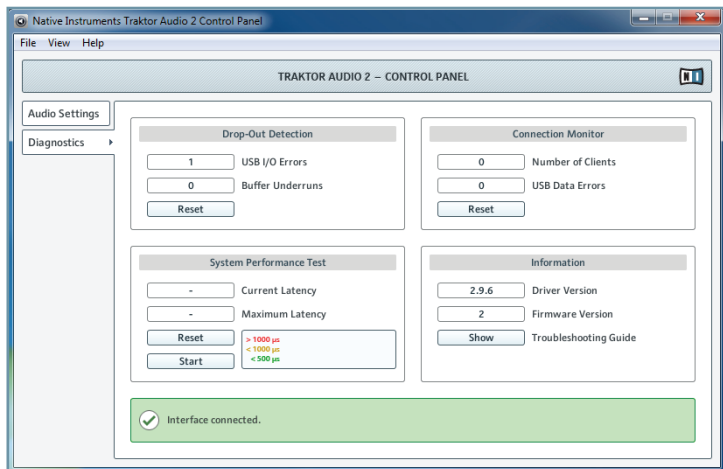 Native Instruments Traktor Audio 2 Control Panel
File View Help
TRAKTOR AUDIO 2 – CONTROL PANEL
NI
Audio Settings
Diagnostics
Drop-Out Detection
1 USB I/O Errors
0 Buffer Underruns
Reset
Connection Monitor
0 Number of Clients
0 USB Data Errors
Reset
System Performance Test
- Current Latency
- Maximum Latency
Reset
Start
> 1000 µs
< 1000 µs
< 500 µs
Information
2.9.6 Driver Version
2 Firmware Version
Show Troubleshooting Guide
Interface connected.